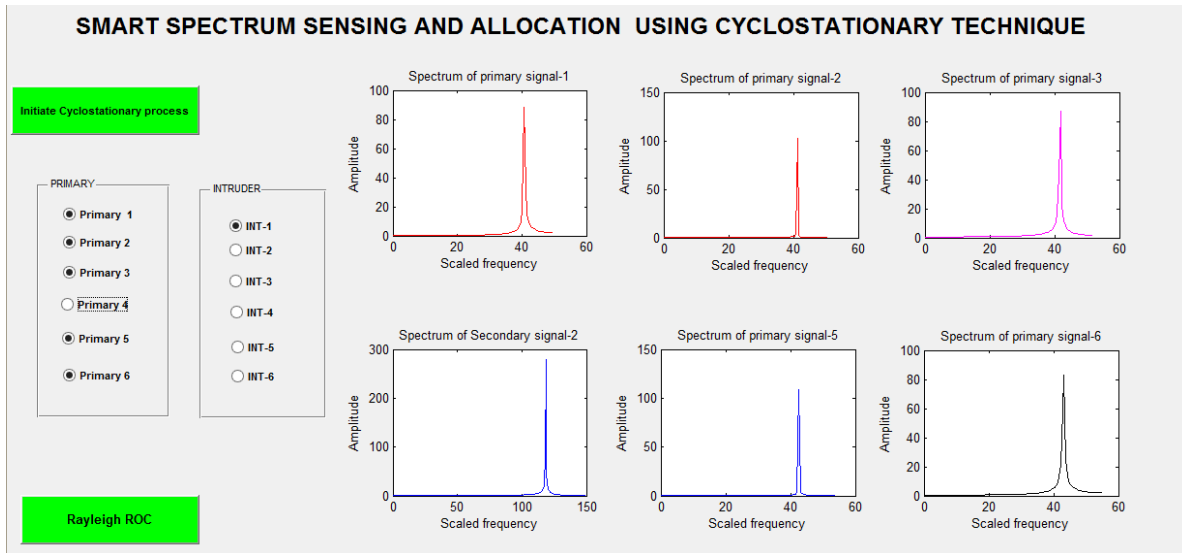 SMART SPECTRUM SENSING AND ALLOCATION USING CYCLOSTATIONARY TECHNIQUE
Initiate Cyclostationary process
PRIMARY
Primary 1
Primary 2
Primary 3
Primary 4
Primary 5
Primary 6
INTRUDER
INT-1
INT-2
INT-3
INT-4
INT-5
INT-6
Rayleigh ROC
Spectrum of primary signal-1
Amplitude
100
80
60
40
20
0
0 20 40 60
Scaled frequency
Spectrum of primary signal-2
Amplitude
150
100
50
0
0 20 40 60
Scaled frequency
Spectrum of primary signal-3
Amplitude
100
80
60
40
20
0
0 20 40 60
Scaled frequency
Spectrum of Secondary signal-2
Amplitude
300
200
100
0
0 50 100 150
Scaled frequency
Spectrum of primary signal-5
Amplitude
150
100
50
0
0 20 40 60
Scaled frequency
Spectrum of primary signal-6
Amplitude
100
80
60
40
20
0
0 20 40 60
Scaled frequency